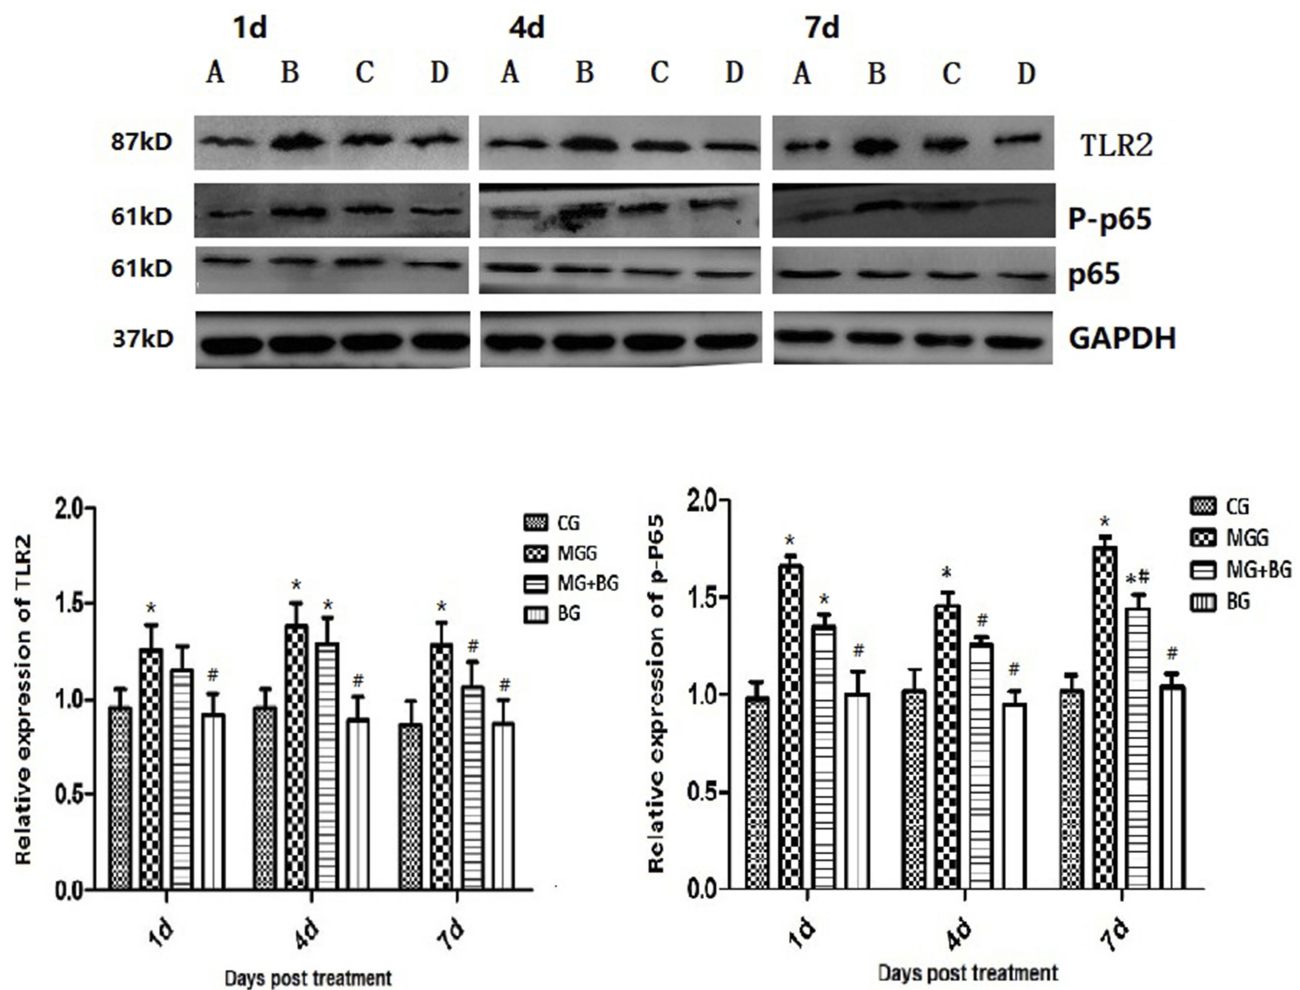 1d 4d 7d
A B C D A B C D A B C D
87kD TLR2
61kD P-p65
61kD p65
37kD GAPDH
Relative expression of TLR2
2.0
1.5
1.0
0.5
0.0
* * * * # # # #
CG
MGG
MG+BG
BG
1d 4d 7d
Days post treatment
Relative expression of p-P65
2.0
1.5
1.0
0.5
0.0
* * # * # # * *# #
CG
MGG
MG+BG
BG
1d 4d 7d
Days post treatment